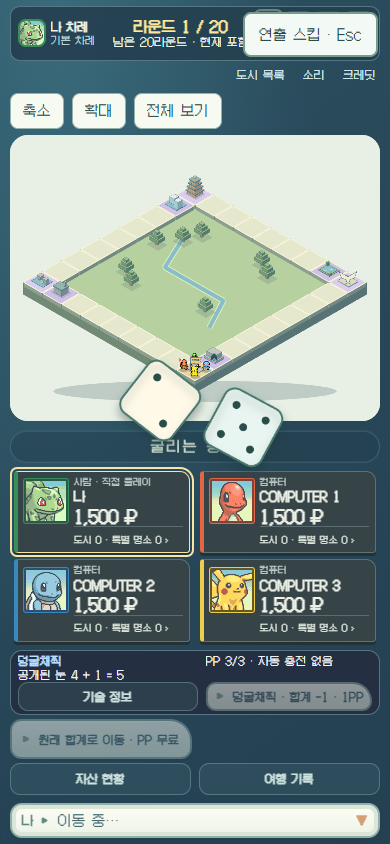 나 차례
기본 차례
라운드 1 / 20
남은 20라운드 · 현재 포함
연출 스킵 · Esc
도시 목록 소리 크레딧
축소 확대 전체 보기
굴리는
사람 · 직접 플레이
나
1,500 ₽
도시 0 · 특별 명소 0 ›
컴퓨터
COMPUTER 1
1,500 ₽
도시 0 · 특별 명소 0 ›
컴퓨터
COMPUTER 2
1,500 ₽
도시 0 · 특별 명소 0 ›
컴퓨터
COMPUTER 3
1,500 ₽
도시 0 · 특별 명소 0 ›
덩굴채찍
PP 3/3 · 자동 충전 없음
공개된 눈 4 + 1 = 5
기술 정보
▶ 덩굴채찍 · 합계 -1 · 1PP
▶ 원래 합계로 이동 · PP 무료
자산 현황
여행 기록
나 ▶ 이동 중…